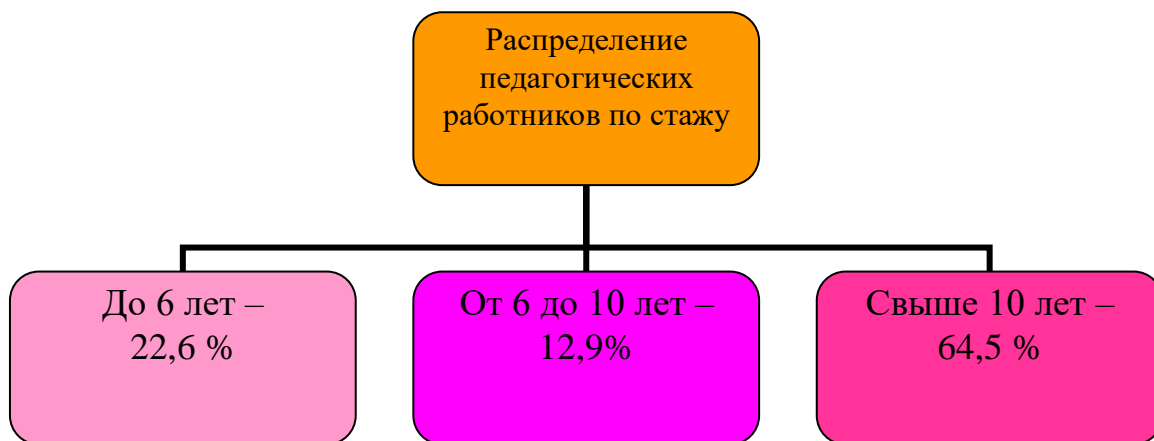 Распределение
педагогических
работников по стажу
До 6 лет –
22,6 %
От 6 до 10 лет –
12,9%
Свыше 10 лет –
64,5 %